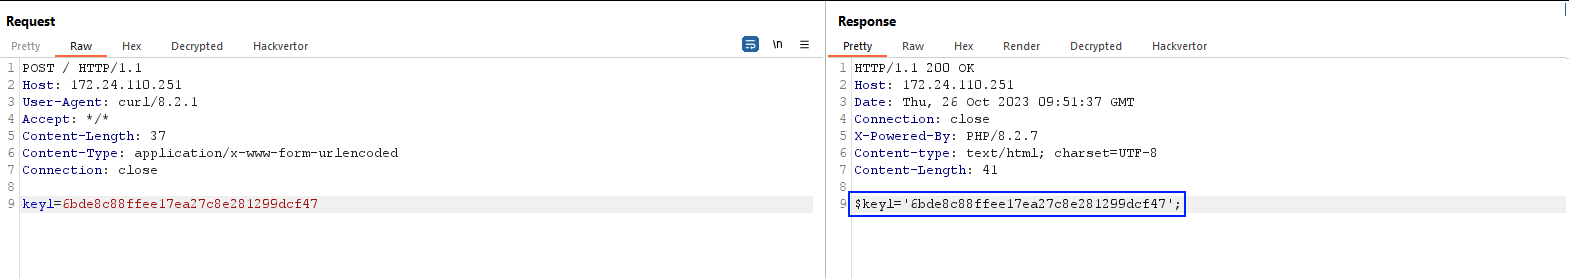 Request
Pretty Raw Hex Decrypted Hackvertor \n
1 POST / HTTP/1.1
2 Host: 172.24.110.251
3 User-Agent: curl/8.2.1
4 Accept: */*
5 Content-Length: 37
6 Content-Type: application/x-www-form-urlencoded
7 Connection: close
8
9 keyl=6bde8c88ffee17ea27c8e281299dcf47
Response
Pretty Raw Hex Render Decrypted Hackvertor
1 HTTP/1.1 200 OK
2 Host: 172.24.110.251
3 Date: Thu, 26 Oct 2023 09:51:37 GMT
4 Connection: close
5 X-Powered-By: PHP/8.2.7
6 Content-type: text/html; charset=UTF-8
7 Content-Length: 41
8
9 $keyl='6bde8c88ffee17ea27c8e281299dcf47';